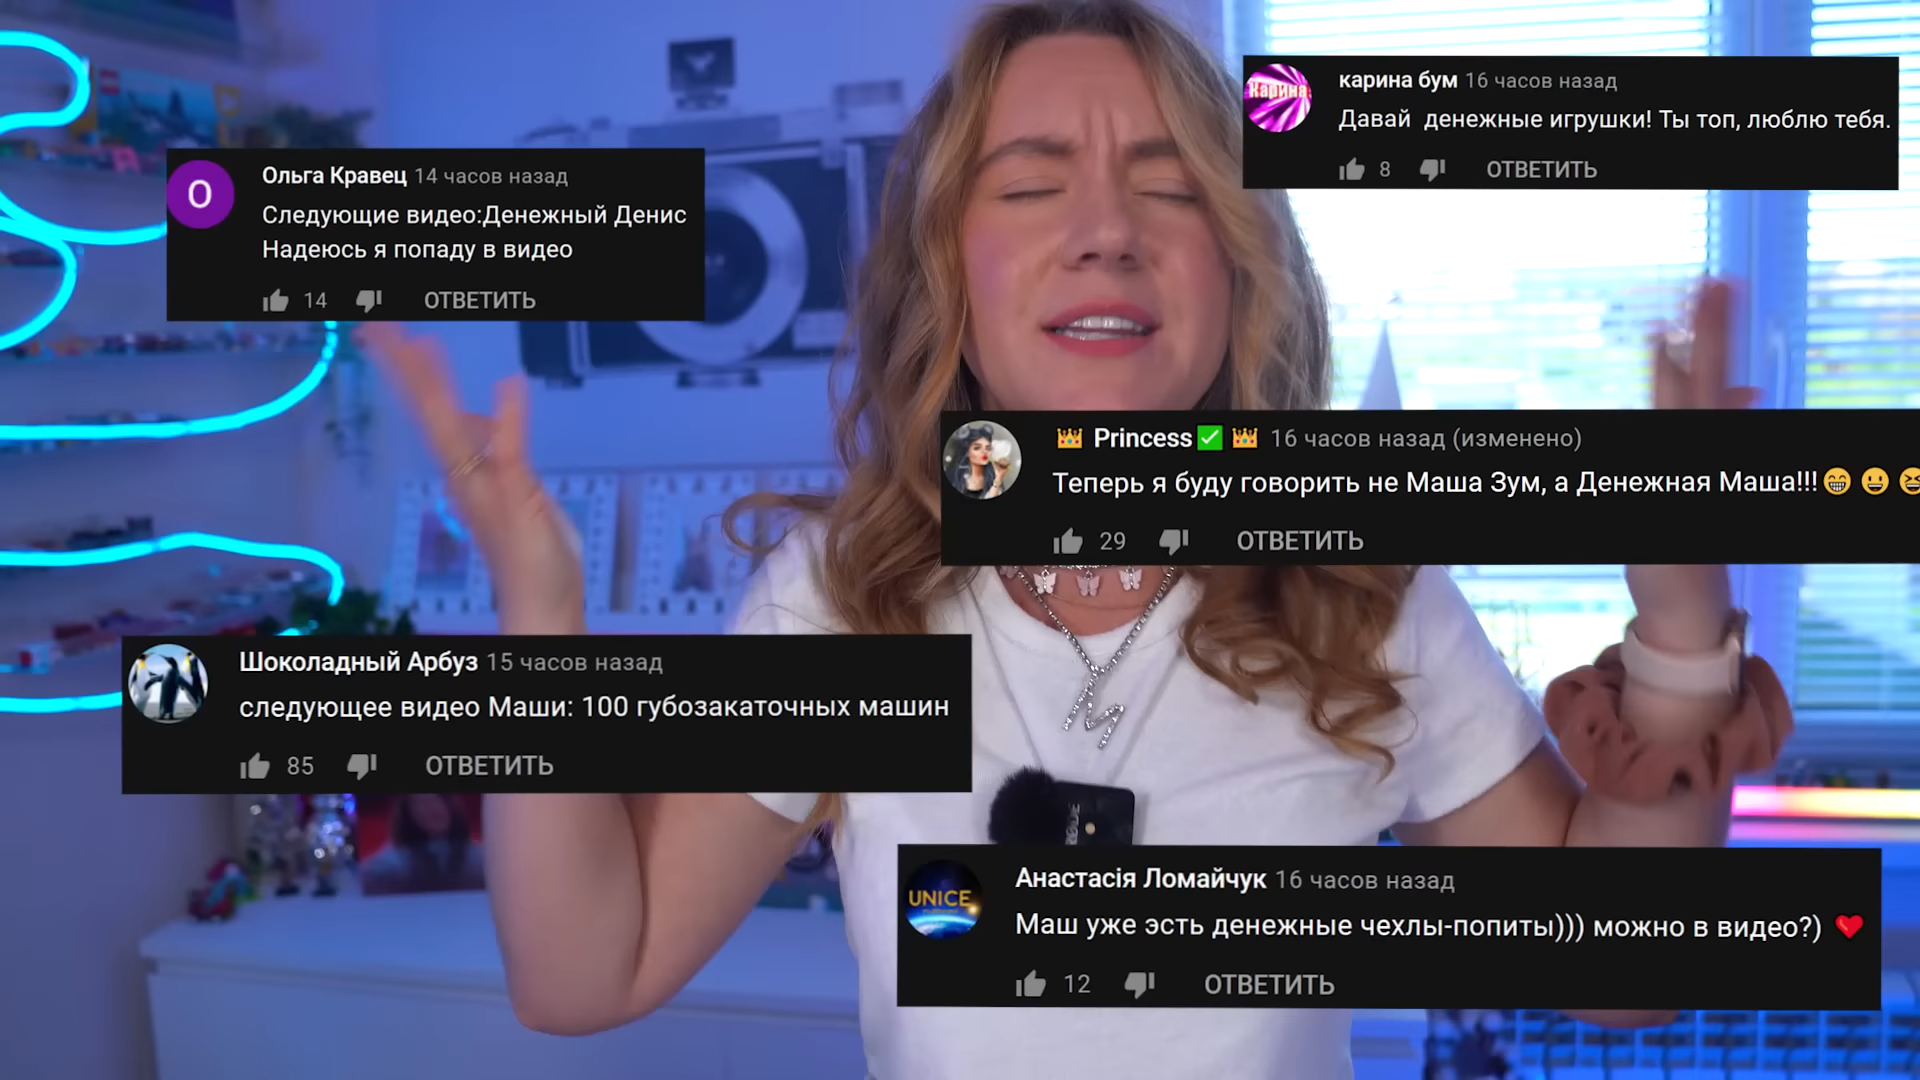 Карина
карина бум 16 часов назад
Давай денежные игрушки! Ты топ, люблю тебя.
8 ОТВЕТИТЬ
О
Ольга Кравец 14 часов назад
Следующие видео:Денежный Денис
Надеюсь я попаду в видео
14 ОТВЕТИТЬ
👑 Princess✅ 👑 16 часов назад (изменено)
Теперь я буду говорить не Маша Зум, а Денежная Маша!!!😁 😀 😆
29 ОТВЕТИТЬ
Шоколадный Арбуз 15 часов назад
следующее видео Маши: 100 губозакаточных машин
85 ОТВЕТИТЬ
M
UNICE
Анастасія Ломайчук 16 часов назад
Маш уже эсть денежные чехлы-попиты))) можно в видео?) ❤️
12 ОТВЕТИТЬ